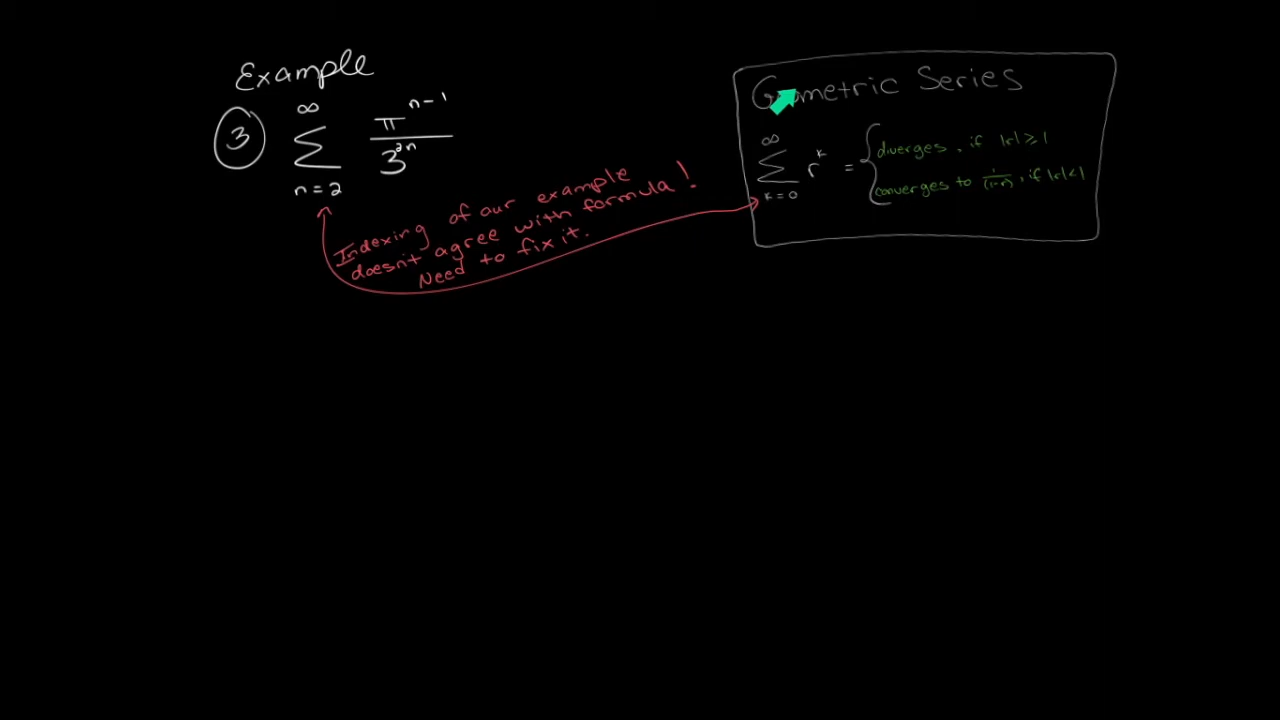 Example
③ ∞ ∑ n=2 π^(n-1) / 3^(2n)
Indexing of our example
doesn't agree with formula!
Need to fix it.
Geometric Series
∞ ∑ k=0 r^k = { diverges, if |r| ≥ 1
converges to 1/(1-r), if |r| < 1